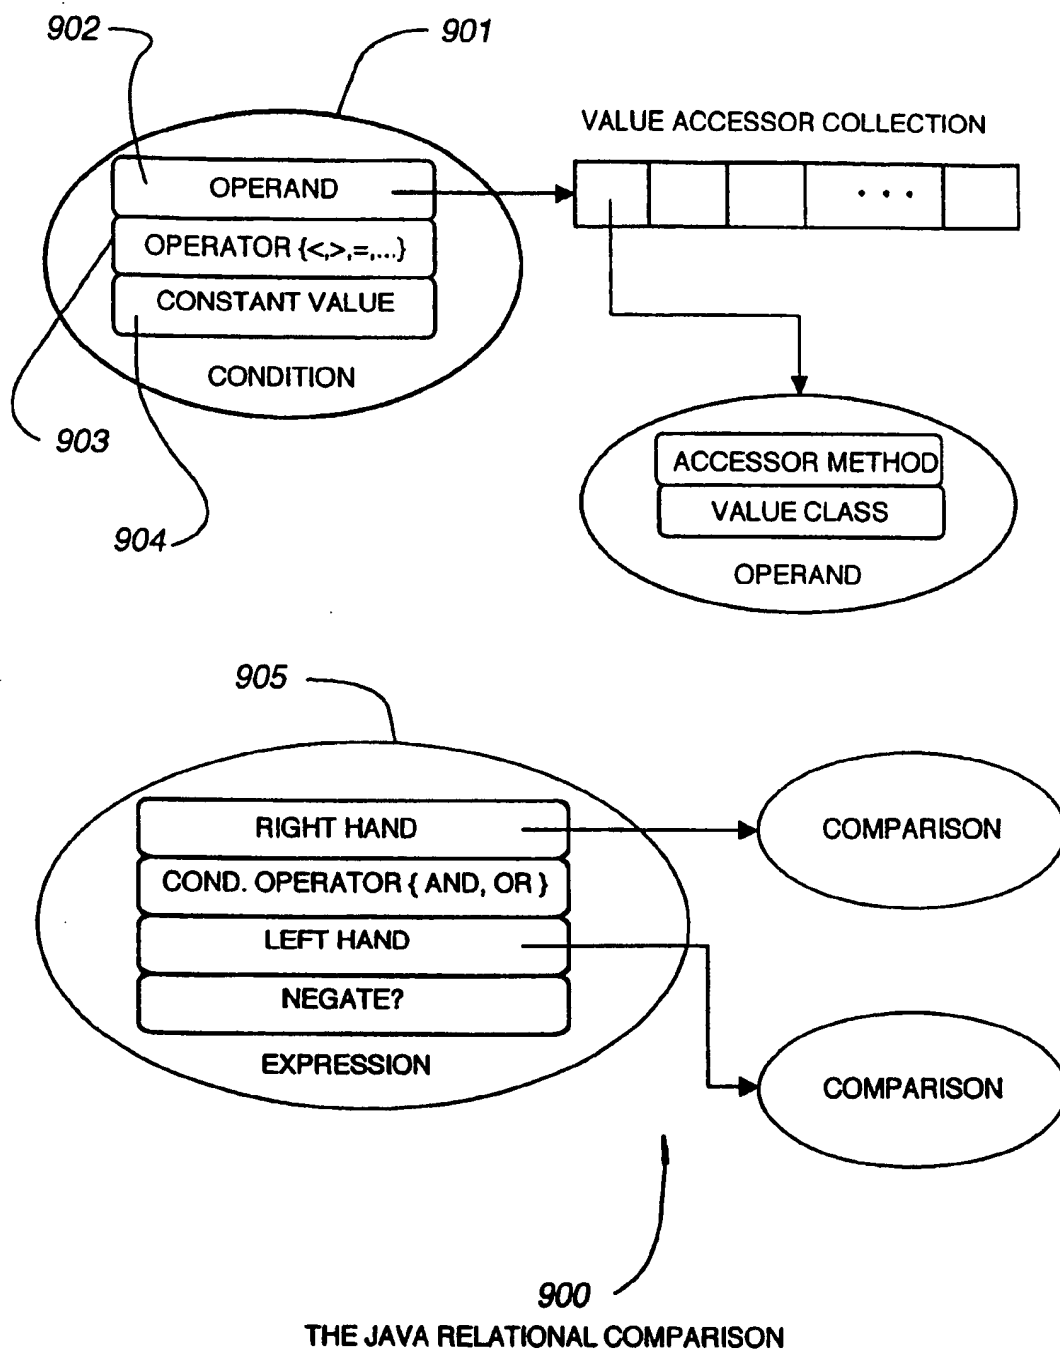 902
901
VALUE ACCESSOR COLLECTION
OPERAND
. . .
OPERATOR {<,>,=,...}
CONSTANT VALUE
CONDITION
903
904
ACCESSOR METHOD
VALUE CLASS
OPERAND
905
RIGHT HAND
COMPARISON
COND. OPERATOR { AND, OR }
LEFT HAND
NEGATE?
EXPRESSION
COMPARISON
900
THE JAVA RELATIONAL COMPARISON